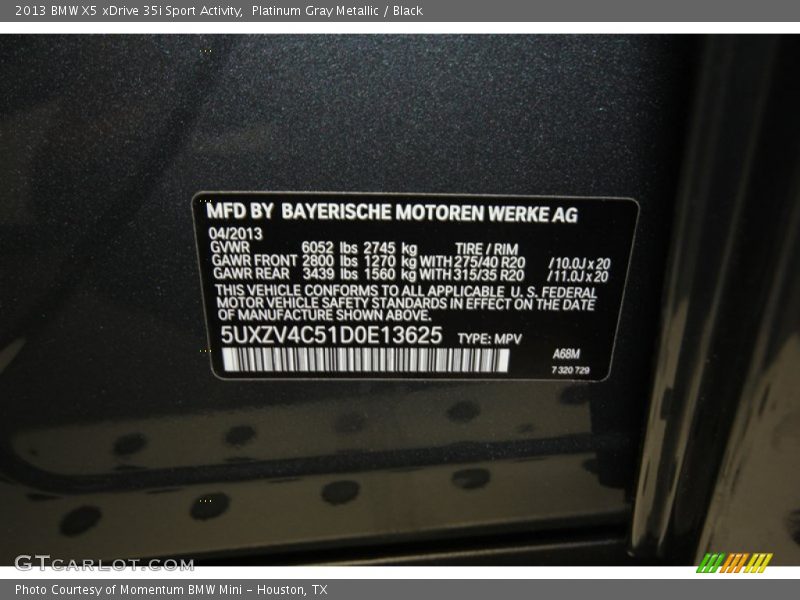 2013 BMW X5 xDrive 35i Sport Activity,  Platinum Gray Metallic / Black
MFD BY BAYERISCHE MOTOREN WERKE AG
04/2013
GVWR 6052 lbs 2745 kg TIRE / RIM
GAWR FRONT 2800 lbs 1270 kg WITH 275/40 R20 /10.0J x 20
GAWR REAR 3439 lbs 1560 kg WITH 315/35 R20 /11.0J x 20
THIS VEHICLE CONFORMS TO ALL APPLICABLE U.S. FEDERAL
MOTOR VEHICLE SAFETY STANDARDS IN EFFECT ON THE DATE
OF MANUFACTURE SHOWN ABOVE.
5UXZV4C51D0E13625 TYPE: MPV
A68M
7 320 729
GTCARLOT.COM
Photo Courtesy of Momentum BMW Mini - Houston, TX